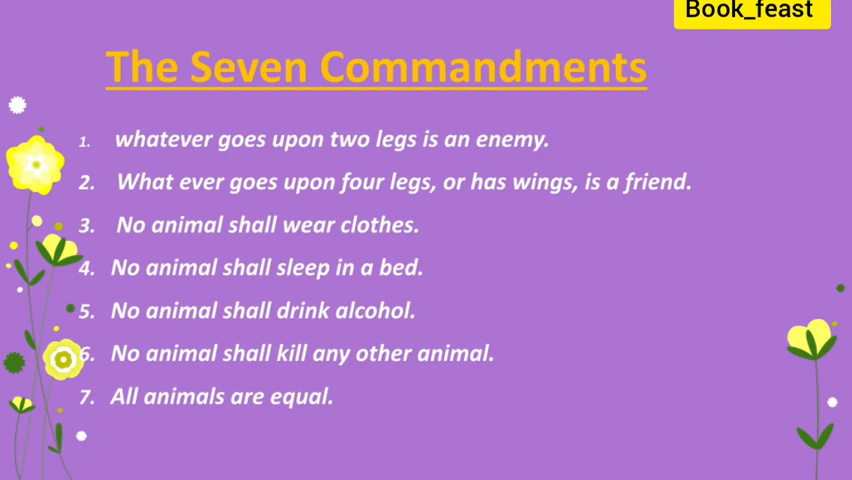 Book_feast
The Seven Commandments
1. whatever goes upon two legs is an enemy.
2. What ever goes upon four legs, or has wings, is a friend.
3. No animal shall wear clothes.
4. No animal shall sleep in a bed.
5. No animal shall drink alcohol.
6. No animal shall kill any other animal.
7. All animals are equal.